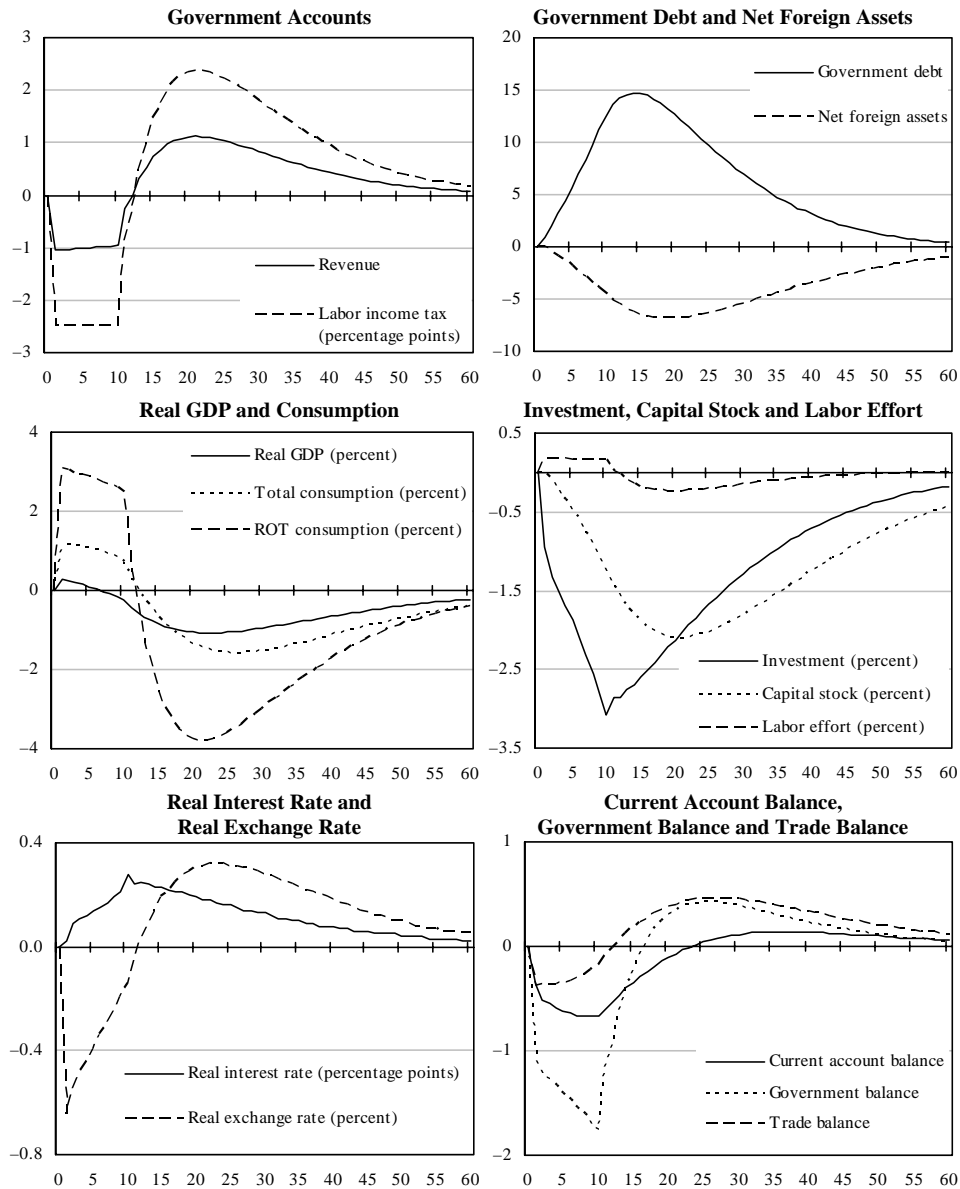 Government Accounts
3
2
1
0
–1
–2
–3
Revenue
Labor income tax
(percentage points)
0 5 10 15 20 25 30 35 40 45 50 55 60
Government Debt and Net Foreign Assets
20
15
10
5
0
–5
–10
Government debt
Net foreign assets
0 5 10 15 20 25 30 35 40 45 50 55 60
Real GDP and Consumption
4
2
0
–2
–4
Real GDP (percent)
Total consumption (percent)
ROT consumption (percent)
0 5 10 15 20 25 30 35 40 45 50 55 60
Investment, Capital Stock and Labor Effort
0.5
–0.5
–1.5
–2.5
–3.5
Investment (percent)
Capital stock (percent)
Labor effort (percent)
0 5 10 15 20 25 30 35 40 45 50 55 60
Real Interest Rate and
Real Exchange Rate
0.4
0.0
–0.4
–0.8
Real interest rate (percentage points)
Real exchange rate (percent)
0 5 10 15 20 25 30 35 40 45 50 55 60
Current Account Balance,
Government Balance and Trade Balance
1
0
–1
–2
Current account balance
Government balance
Trade balance
0 5 10 15 20 25 30 35 40 45 50 55 60